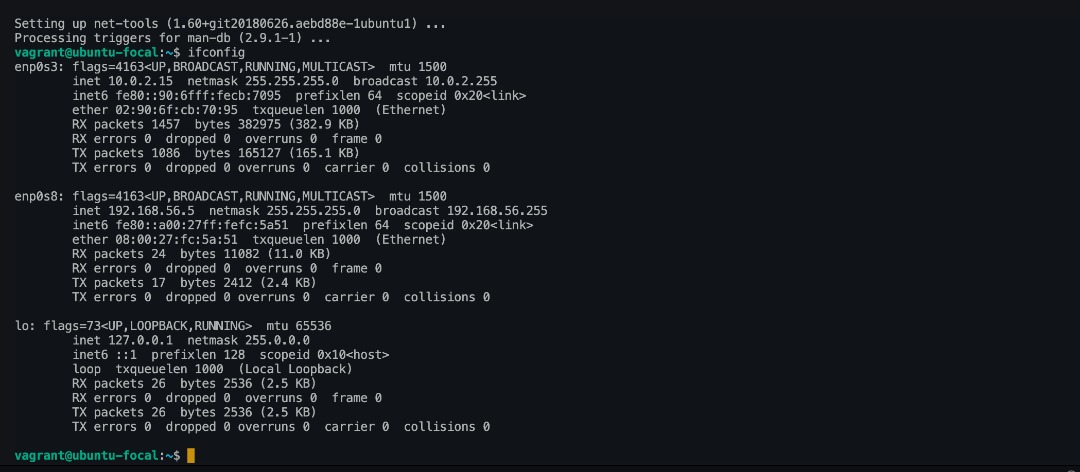 Setting up net-tools (1.60+git20180626.aebd88e-1ubuntu1) ...
Processing triggers for man-db (2.9.1-1) ...
vagrant@ubuntu-focal:~$ ifconfig
enp0s3: flags=4163<UP,BROADCAST,RUNNING,MULTICAST>  mtu 1500
        inet 10.0.2.15  netmask 255.255.255.0  broadcast 10.0.2.255
        inet6 fe80::90:6fff:fecb:7095  prefixlen 64  scopeid 0x20<link>
        ether 02:90:6f:cb:70:95  txqueuelen 1000  (Ethernet)
        RX packets 1457  bytes 382975 (382.9 KB)
        RX errors 0  dropped 0  overruns 0  frame 0
        TX packets 1086  bytes 165127 (165.1 KB)
        TX errors 0  dropped 0 overruns 0  carrier 0  collisions 0

enp0s8: flags=4163<UP,BROADCAST,RUNNING,MULTICAST>  mtu 1500
        inet 192.168.56.5  netmask 255.255.255.0  broadcast 192.168.56.255
        inet6 fe80::a00:27ff:fefc:5a51  prefixlen 64  scopeid 0x20<link>
        ether 08:00:27:fc:5a:51  txqueuelen 1000  (Ethernet)
        RX packets 24  bytes 11082 (11.0 KB)
        RX errors 0  dropped 0  overruns 0  frame 0
        TX packets 17  bytes 2412 (2.4 KB)
        TX errors 0  dropped 0 overruns 0  carrier 0  collisions 0

lo: flags=73<UP,LOOPBACK,RUNNING>  mtu 65536
        inet 127.0.0.1  netmask 255.0.0.0
        inet6 ::1  prefixlen 128  scopeid 0x10<host>
        loop  txqueuelen 1000  (Local Loopback)
        RX packets 26  bytes 2536 (2.5 KB)
        RX errors 0  dropped 0  overruns 0  frame 0
        TX packets 26  bytes 2536 (2.5 KB)
        TX errors 0  dropped 0 overruns 0  carrier 0  collisions 0

vagrant@ubuntu-focal:~$